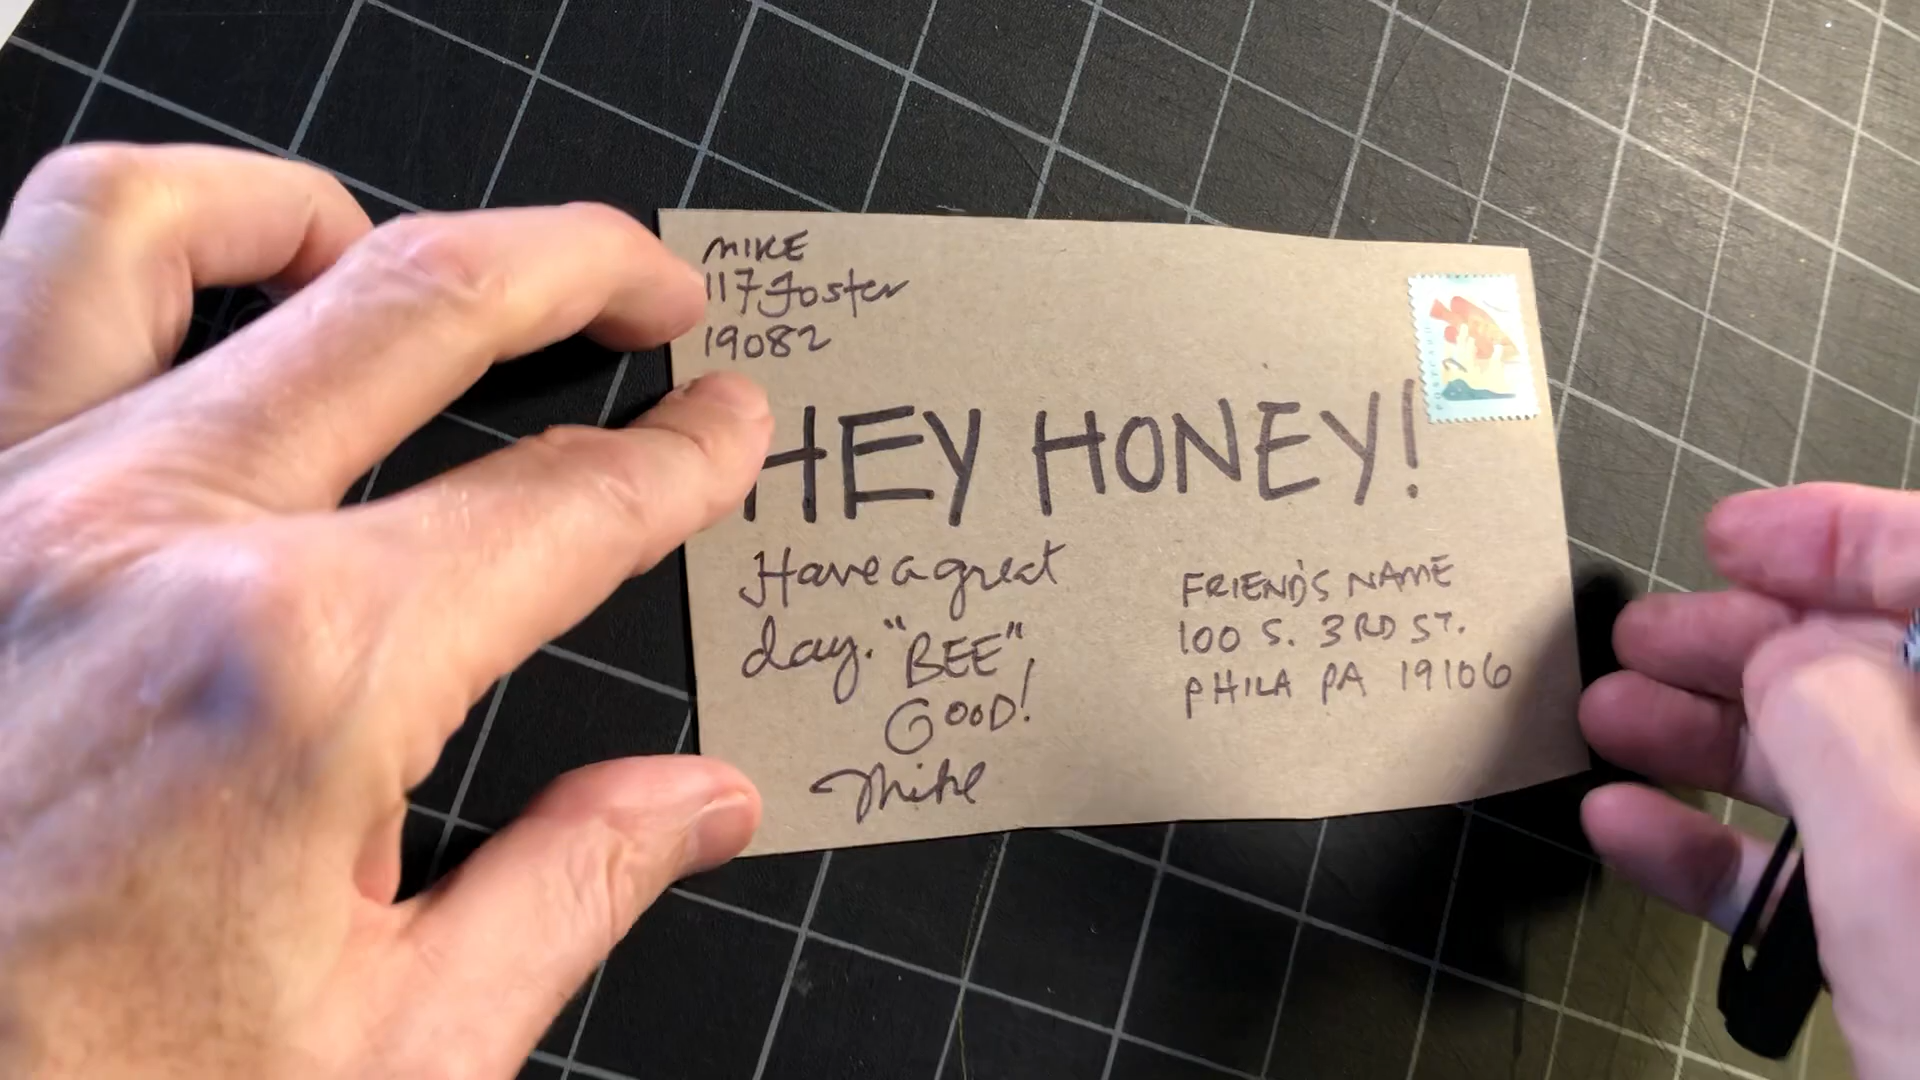 MIKE
117 Foster
19082
HEY HONEY!
Have a great
day. "BEE"
GOOD!
Mike
FRIEND'S NAME
100 S. 3RD ST.
PHILA PA 19106